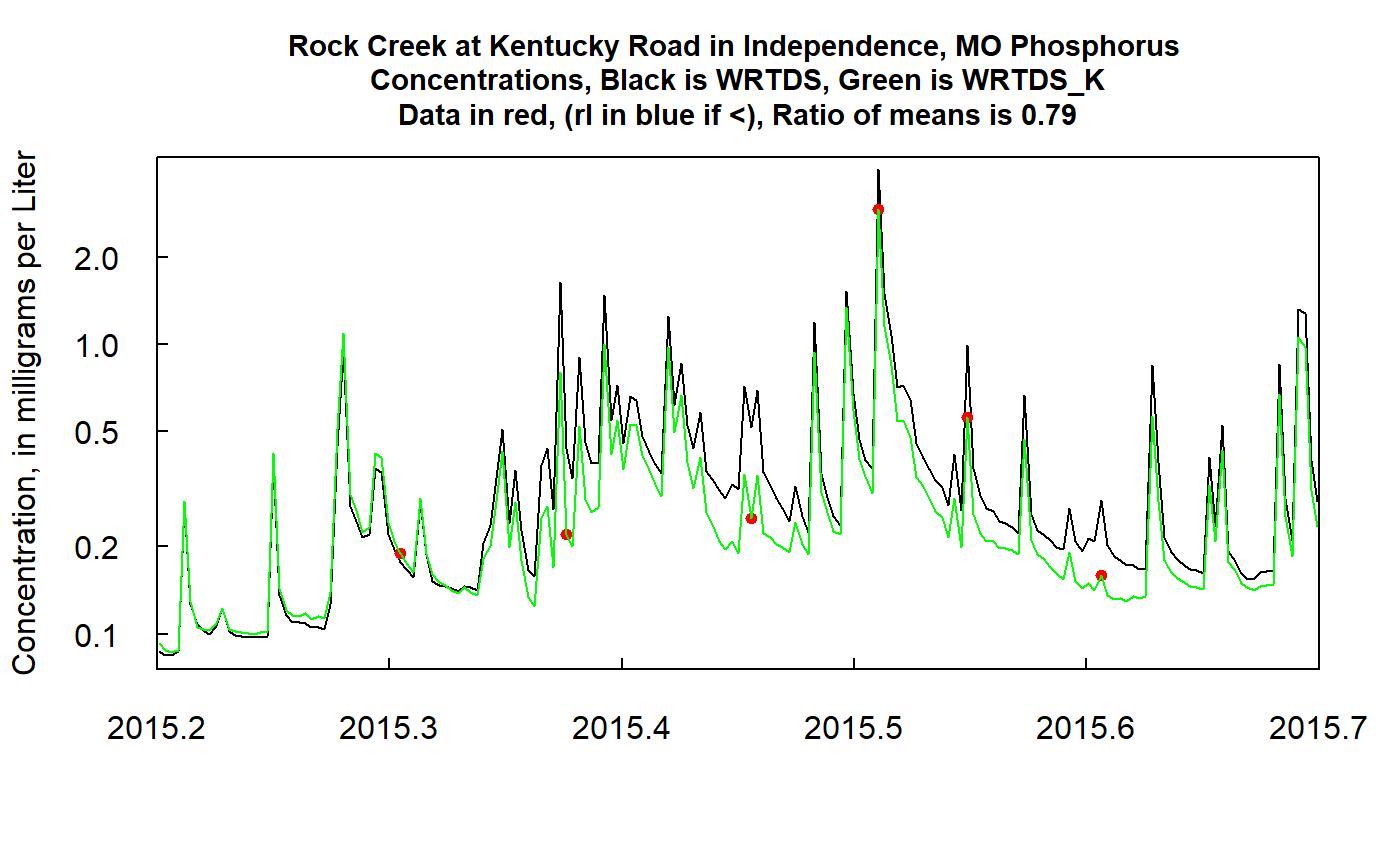 Rock Creek at Kentucky Road in Independence, MO Phosphorus
Concentrations, Black is WRTDS, Green is WRTDS_K
Data in red, (rl in blue if <), Ratio of means is 0.79
Concentration, in milligrams per Liter
2.0
1.0
0.5
0.2
0.1
2015.2 2015.3 2015.4 2015.5 2015.6 2015.7